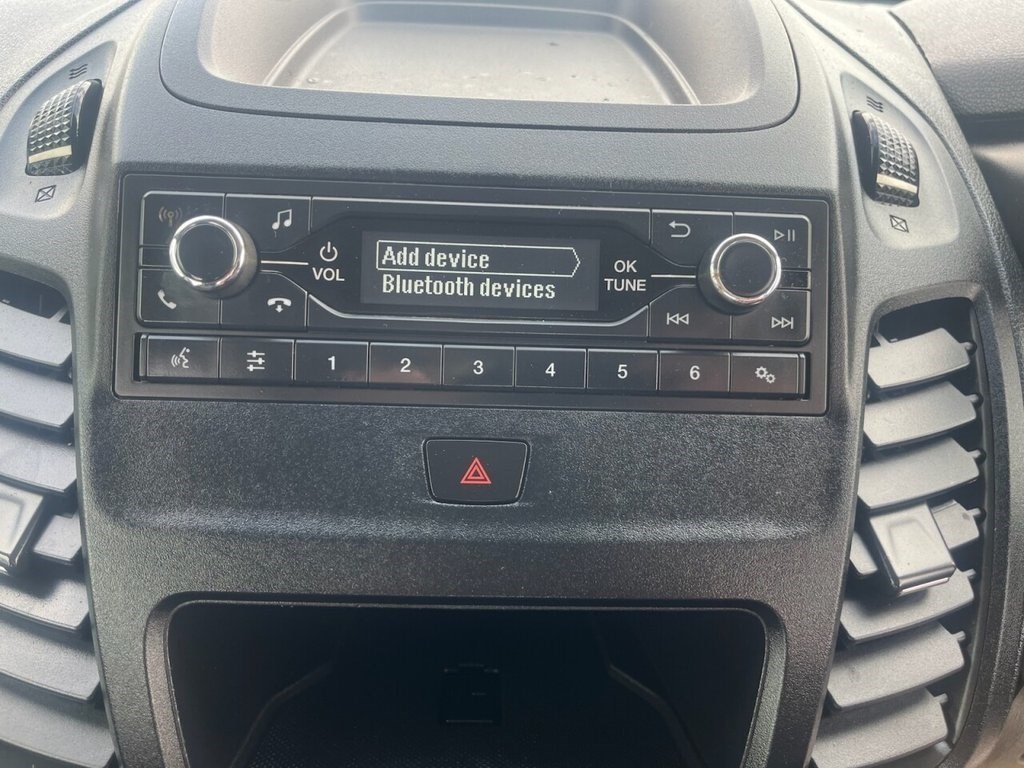 Add device
Bluetooth devices
VOL
OK
TUNE
1 2 3 4 5 6